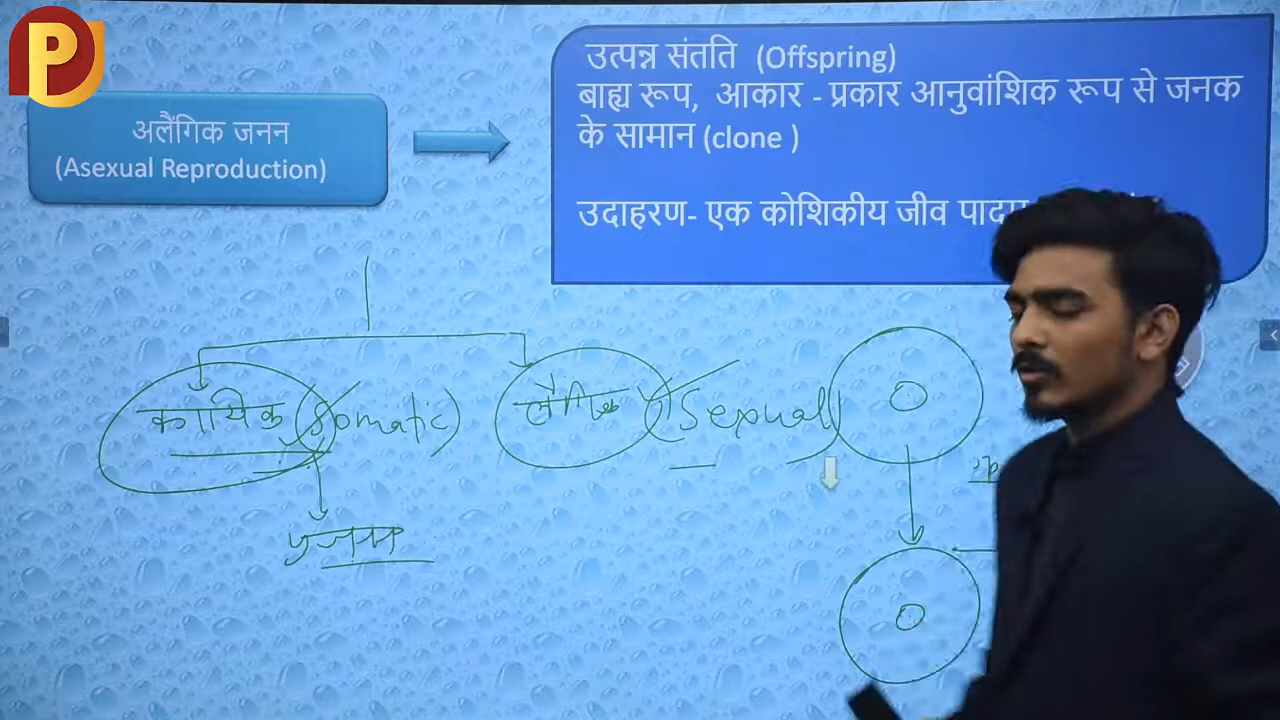 P
अलैंगिक जनन
(Asexual Reproduction)
उत्पन्न संतति (Offspring)
बाह्य रूप, आकार - प्रकार आनुवांशिक रूप से जनक
के सामान (clone )
उदाहरण- एक कोशिकीय जीव
कायिक (Somatic)
लैंगिक (Sexual)
प्रजनन